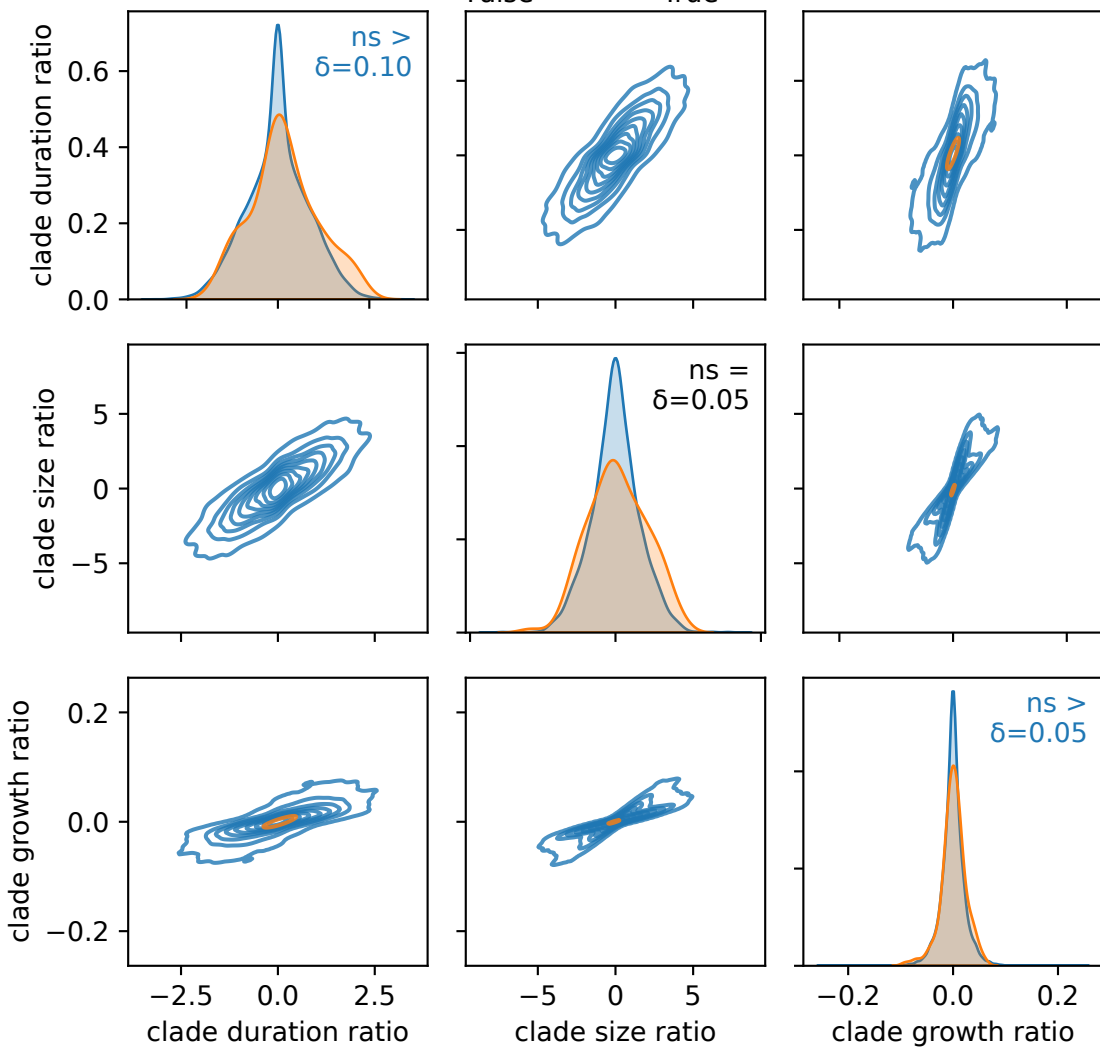 clade duration ratio
0.6
0.4
0.2
0.0
ns >
δ=0.10
clade size ratio
5
0
−5
ns =
δ=0.05
clade growth ratio
0.2
0.0
−0.2
ns >
δ=0.05
−2.5 0.0 2.5
−5 0 5
−0.2 0.0 0.2
clade duration ratio
clade size ratio
clade growth ratio